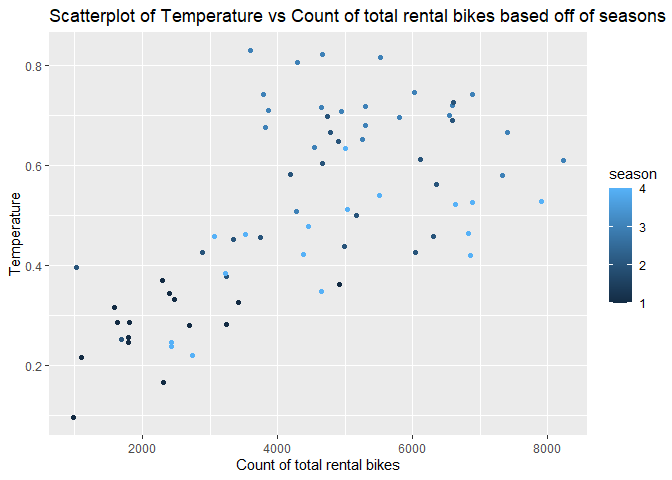 Scatterplot of Temperature vs Count of total rental bikes based off of seasons
0.8
0.6
0.4
0.2
Temperature
2000 4000 6000 8000
Count of total rental bikes
season
4
3
2
1